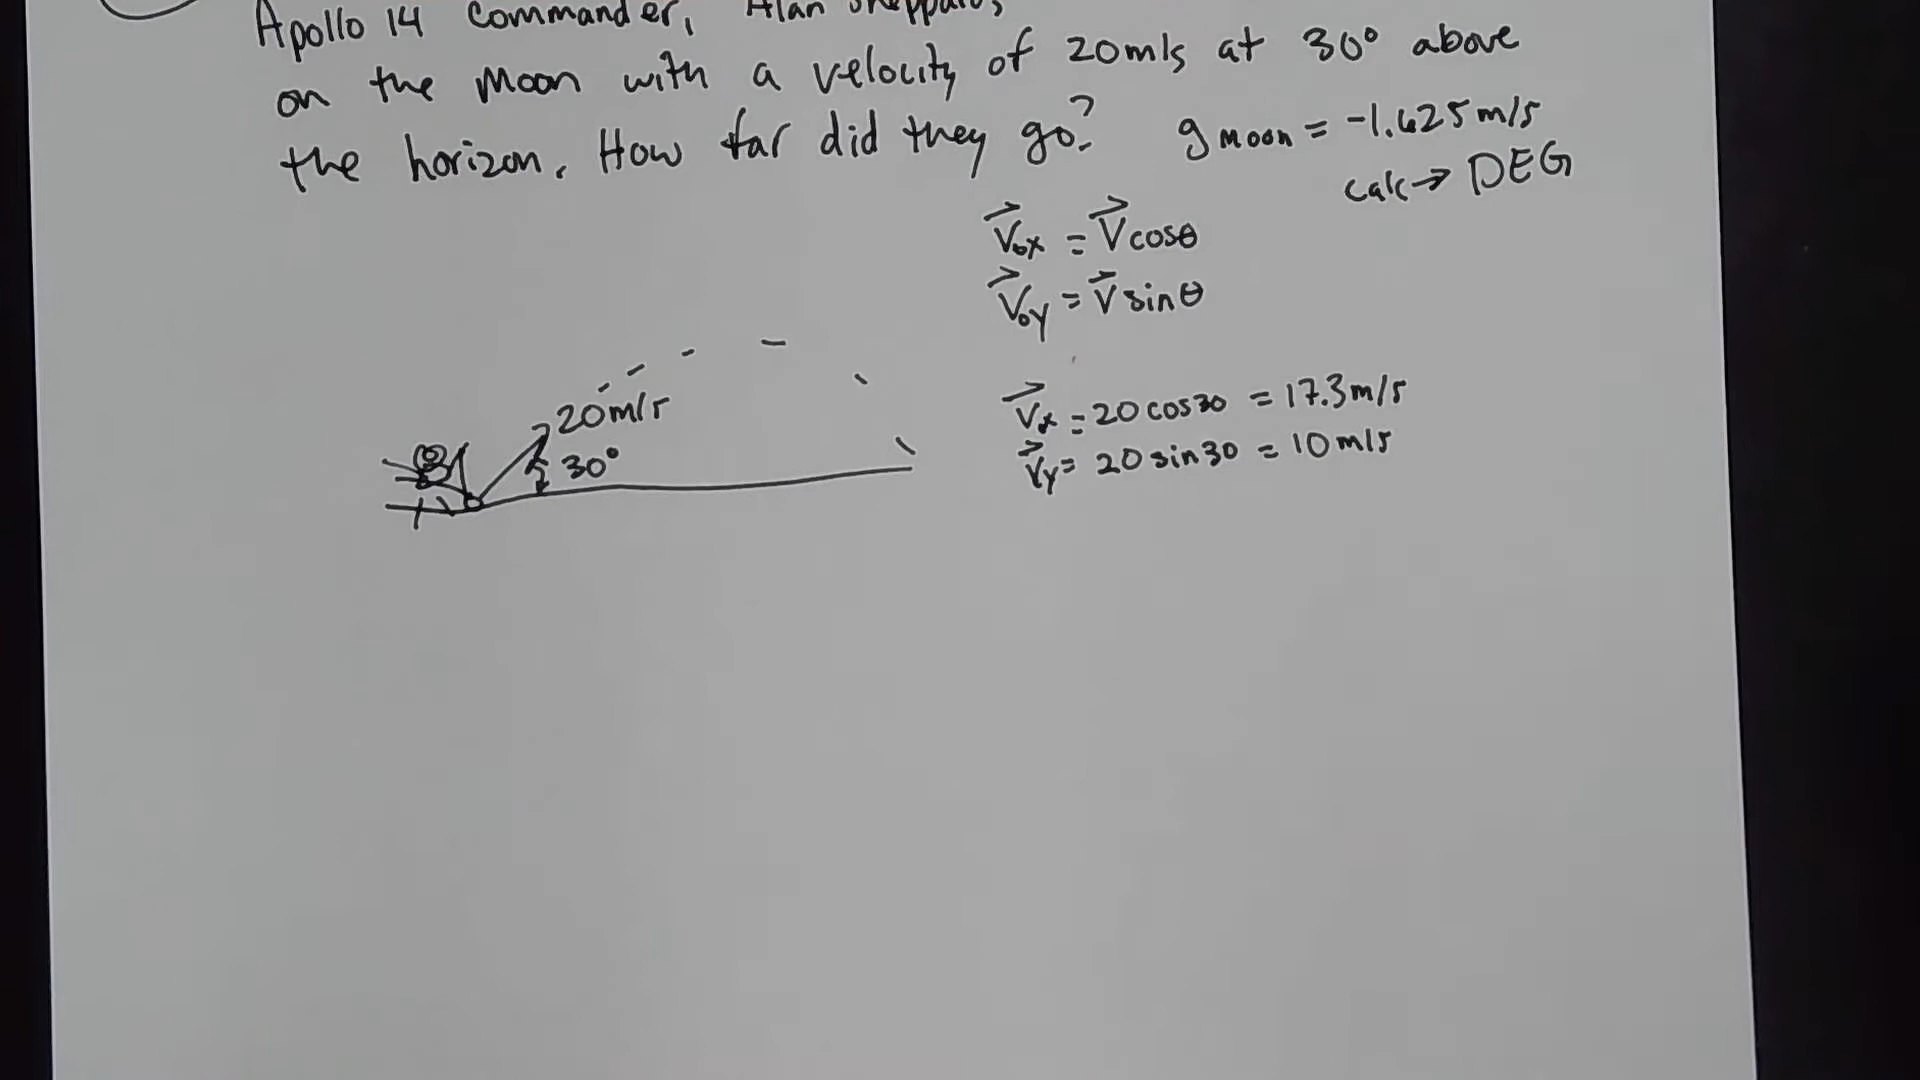 Apollo 14 Commander, Alan
on the Moon with a velocity of 20m/s at 30° above
the horizon. How far did they go? g moon = -1.625 m/s
calc → DEG
V⃗ox = V⃗ cosθ
V⃗oy = V⃗ sinθ
20m/s
30°
V⃗x = 20 cos 30 = 17.3 m/s
V⃗y = 20 sin 30 = 10 m/s